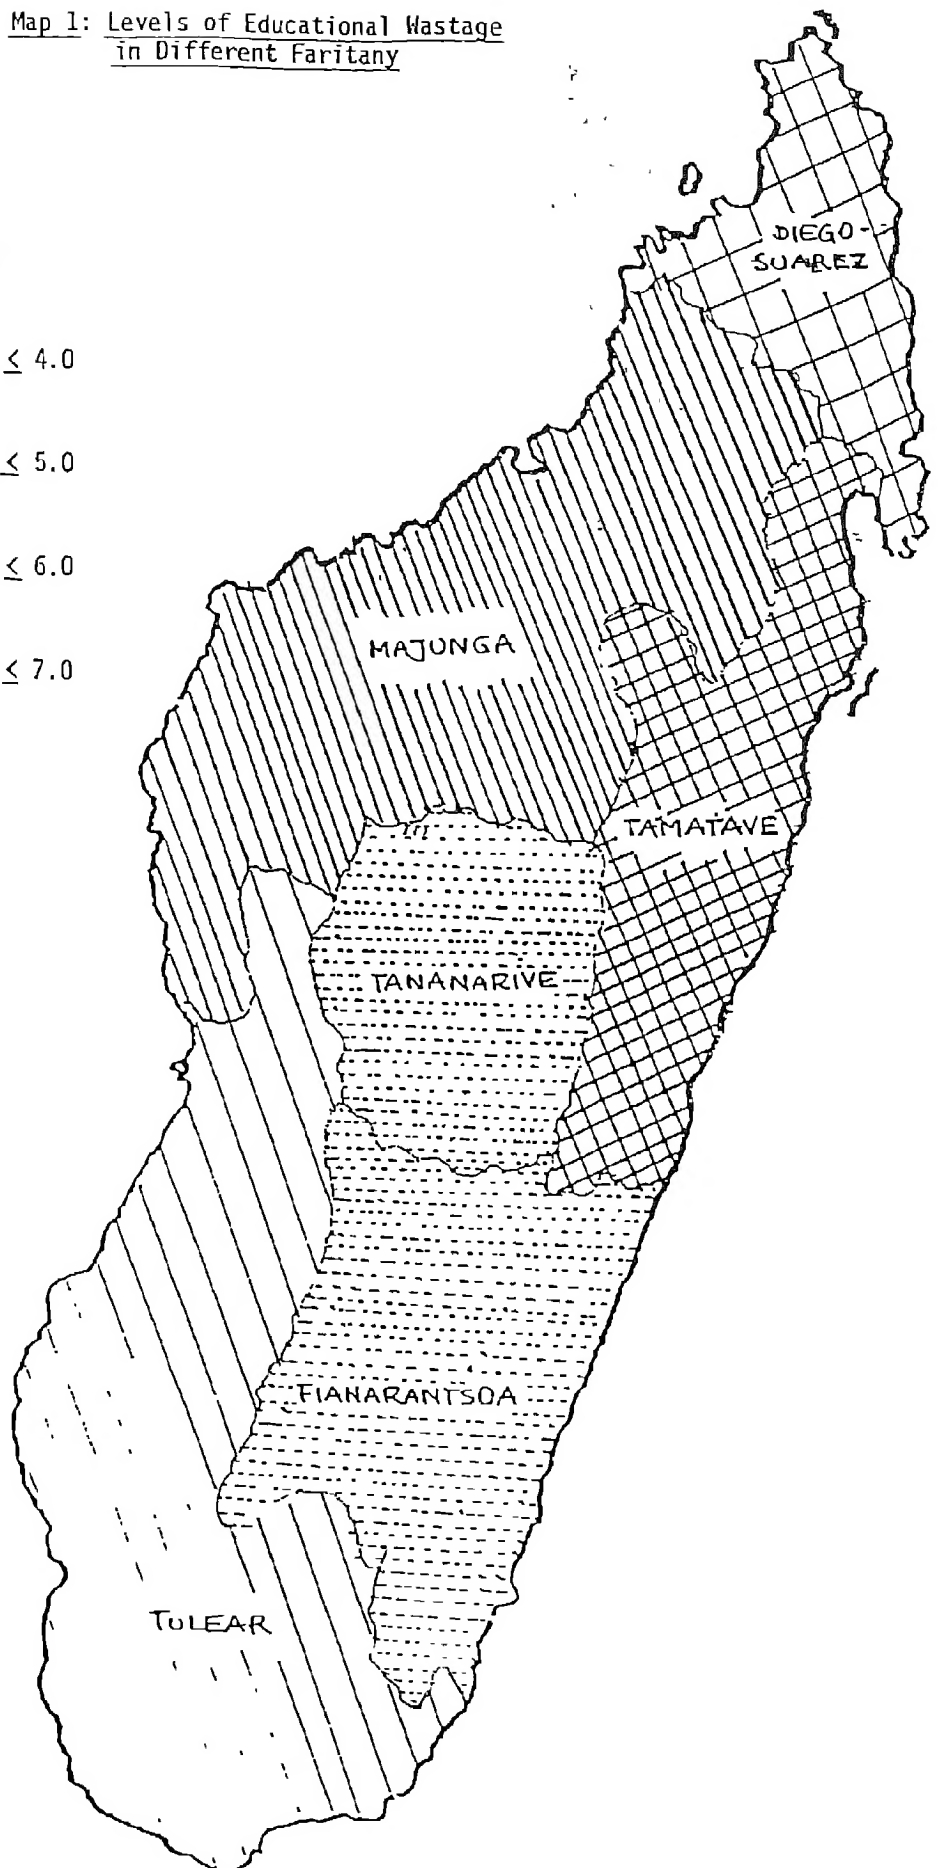 Map 1: Levels of Educational Wastage
in Different Faritany
DIEGO-
SUAREZ
≤ 4.0
≤ 5.0
≤ 6.0
≤ 7.0
MAJUNGA
TAMATAVE
TANANARIVE
FIANARANTSOA
TULEAR